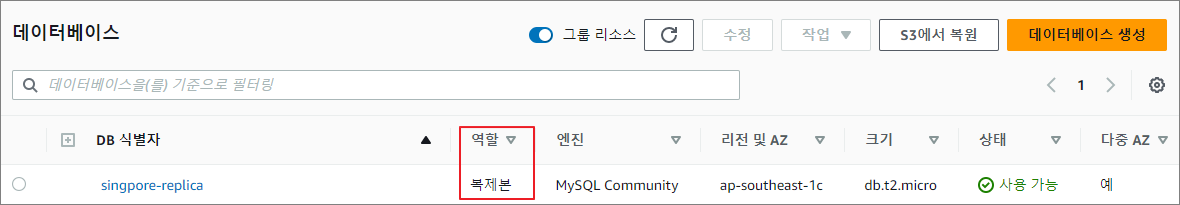 데이터베이스
그룹 리소스
수정
작업
S3에서 복원
데이터베이스 생성
데이터베이스을(를) 기준으로 필터링
1
DB 식별자 역할 엔진 리전 및 AZ 크기 상태 다중 AZ
singpore-replica 복제본 MySQL Community ap-southeast-1c db.t2.micro 사용 가능 예